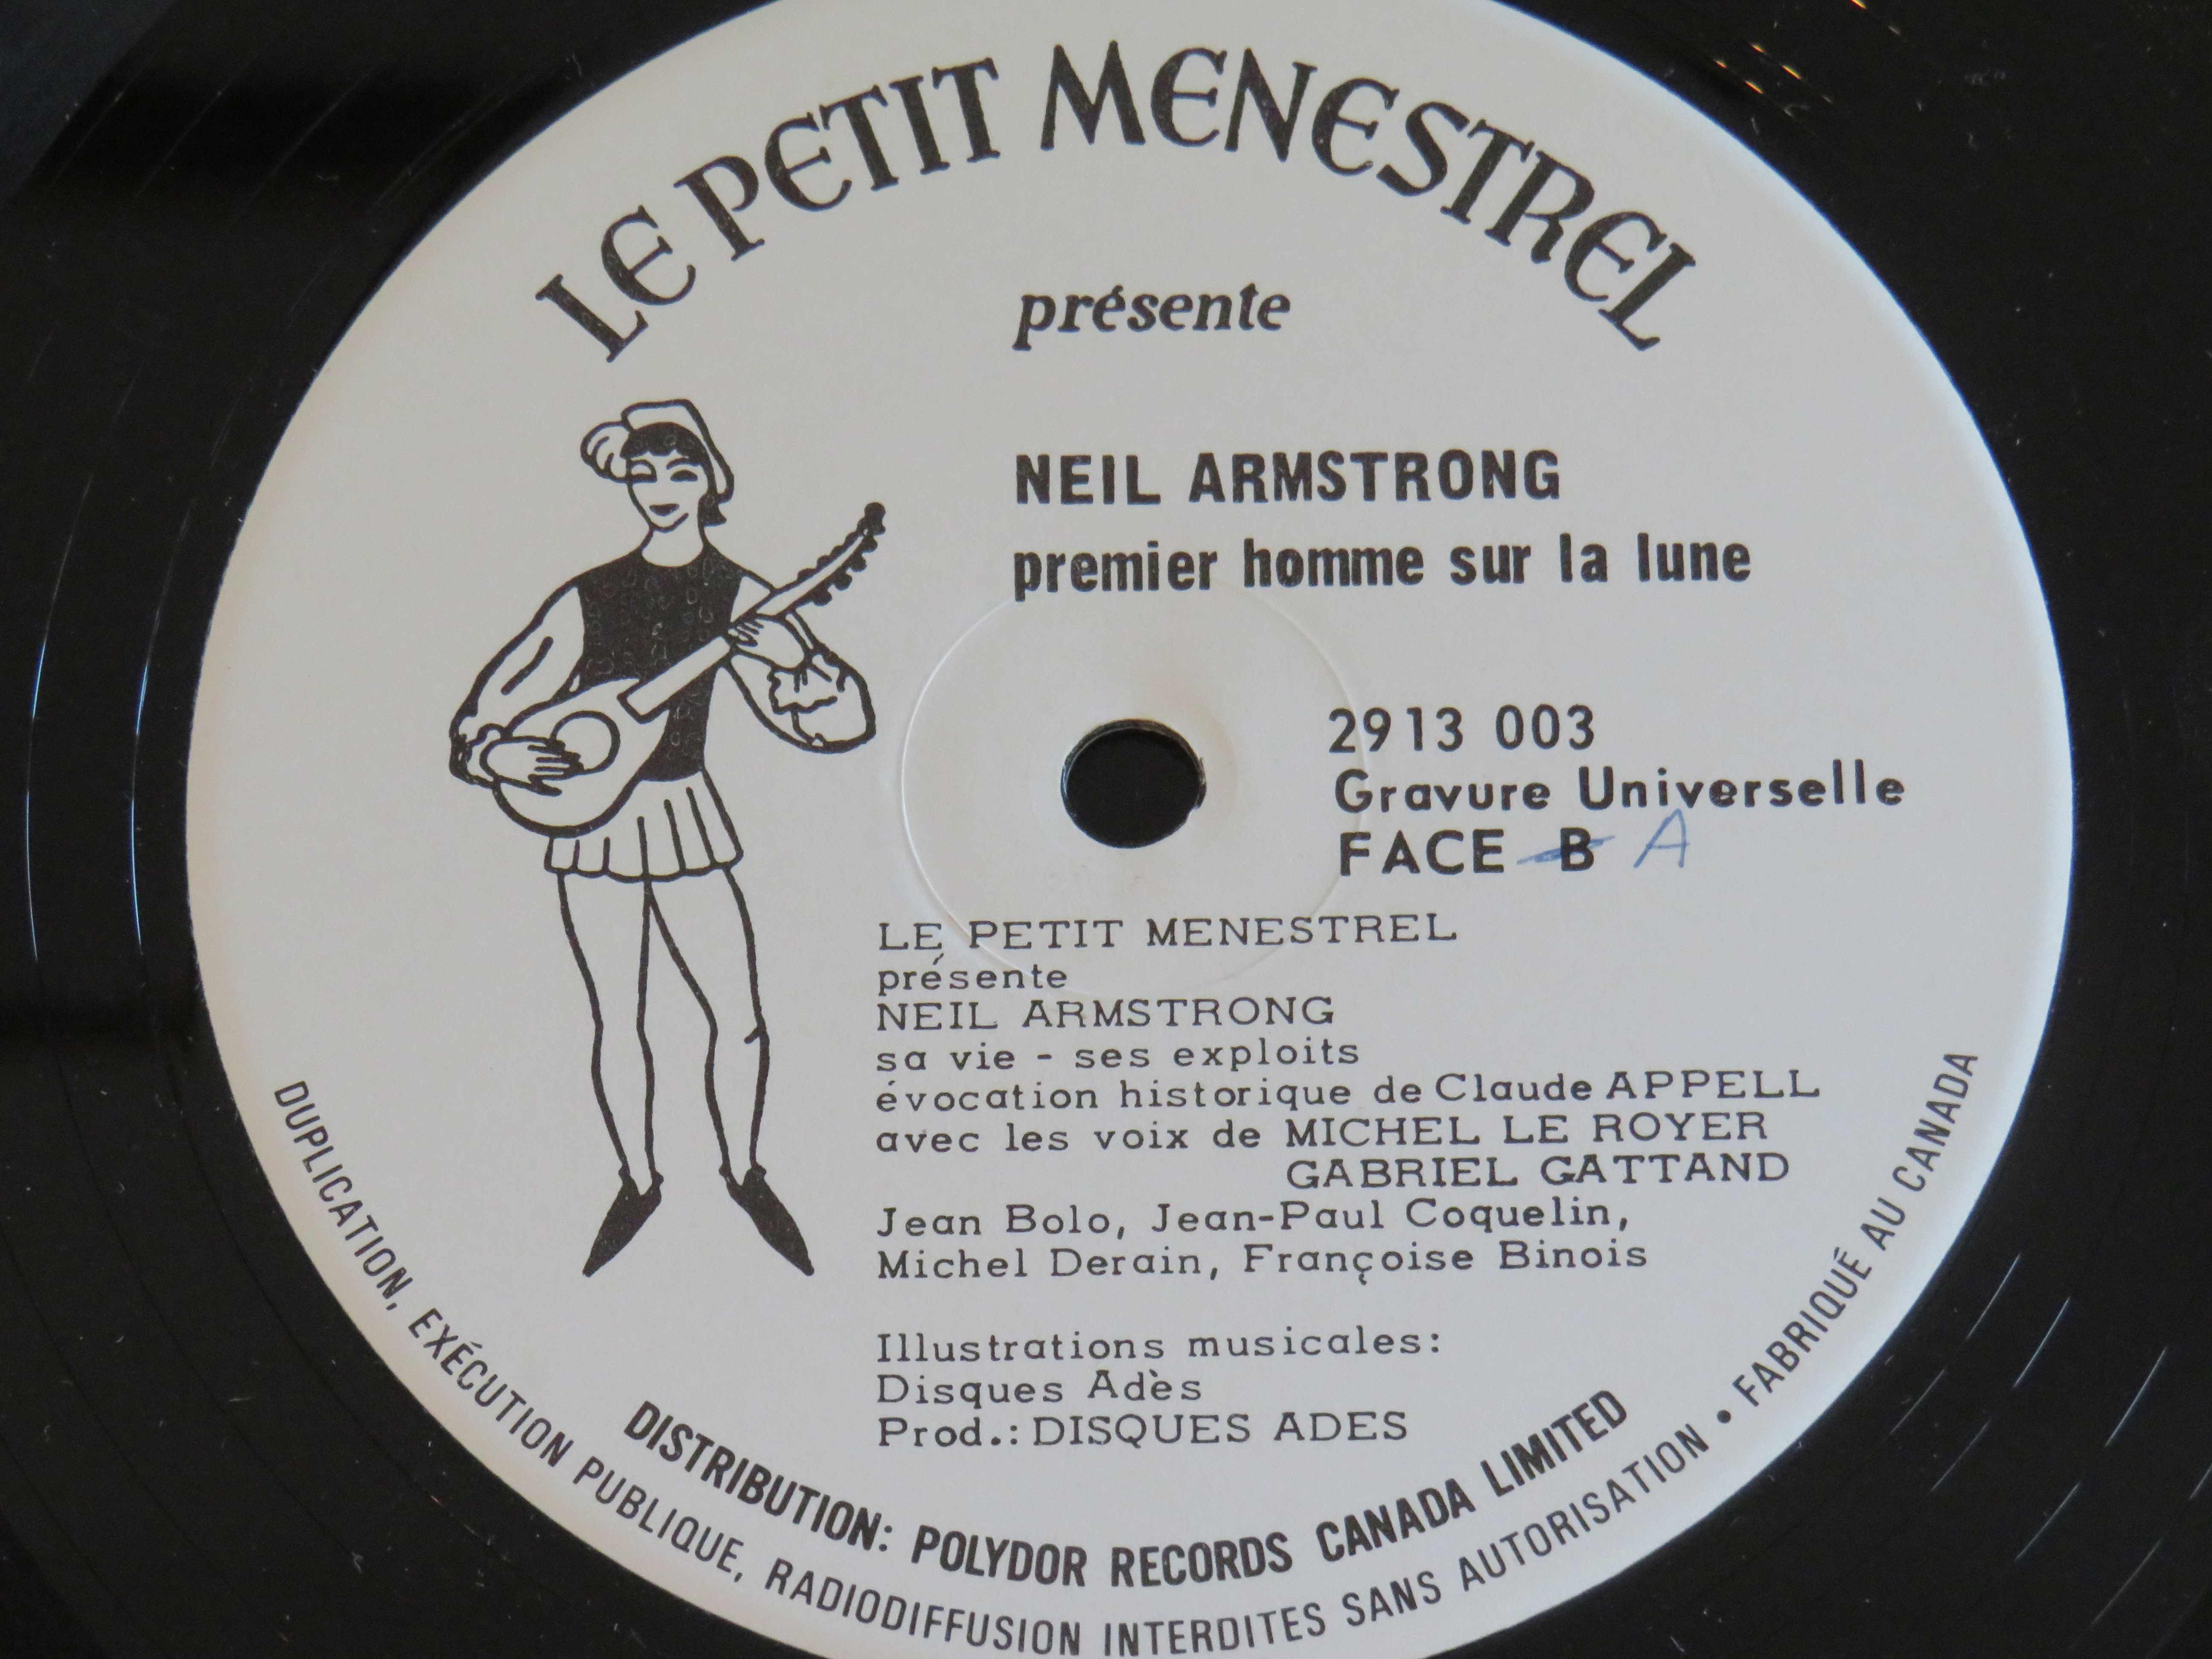 LE PETIT MENESTREL
présente
NEIL ARMSTRONG
premier homme sur la lune
2913 003
Gravure Universelle
FACE B A
LE PETIT MENESTREL
présente
NEIL ARMSTRONG
sa vie - ses exploits
évocation historique de Claude APPELL
avec les voix de MICHEL LE ROYER
GABRIEL GATTAND
Jean Bolo, Jean-Paul Coquelin,
Michel Derain, Françoise Binois
Illustrations musicales:
Disques Adès
Prod.: DISQUES ADES
DISTRIBUTION: POLYDOR RECORDS CANADA LIMITED
DUPLICATION, EXÉCUTION PUBLIQUE, RADIODIFFUSION INTERDITES SANS AUTORISATION • FABRIQUÉ AU CANADA